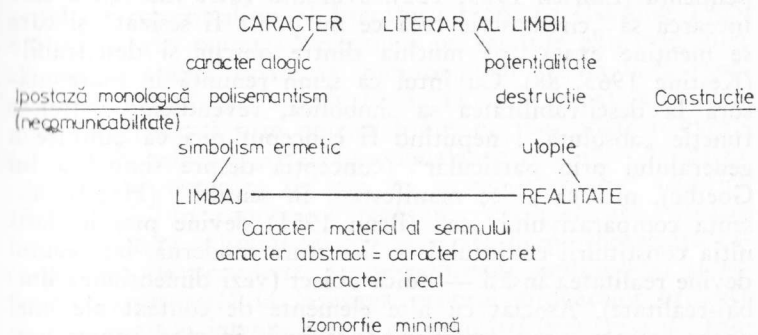 CARACTER LITERAR AL LIMBII
caracter alogic potențialitate
Ipostază monologică polisemantism destrucție Construcție
(necomunicabilitate)
simbolism ermetic utopie
LIMBAJ REALITATE
Caracter material al semnului
caracter abstract = caracter concret
caracter ireal
Izomorfie minimă